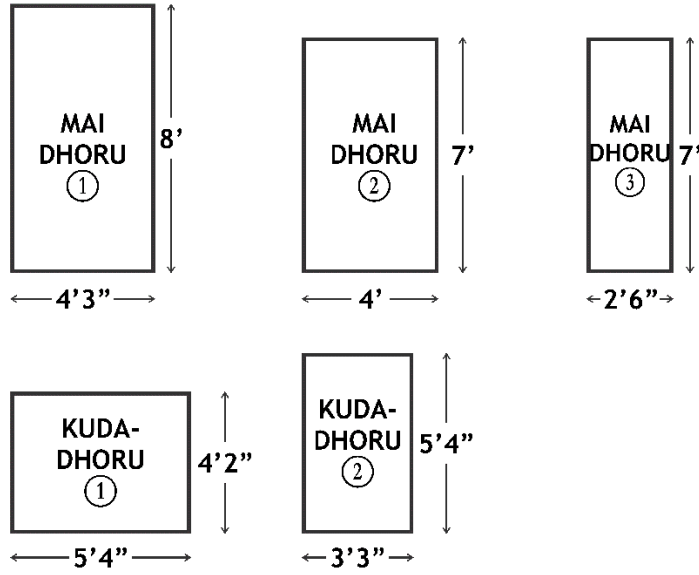 MAI
DHORU
1
8’
4’3”
MAI
DHORU
2
7’
4’
MAI
DHORU
3
7’
2’6”
KUDA-
DHORU
1
4’2”
5’4”
KUDA-
DHORU
2
5’4”
3’3”